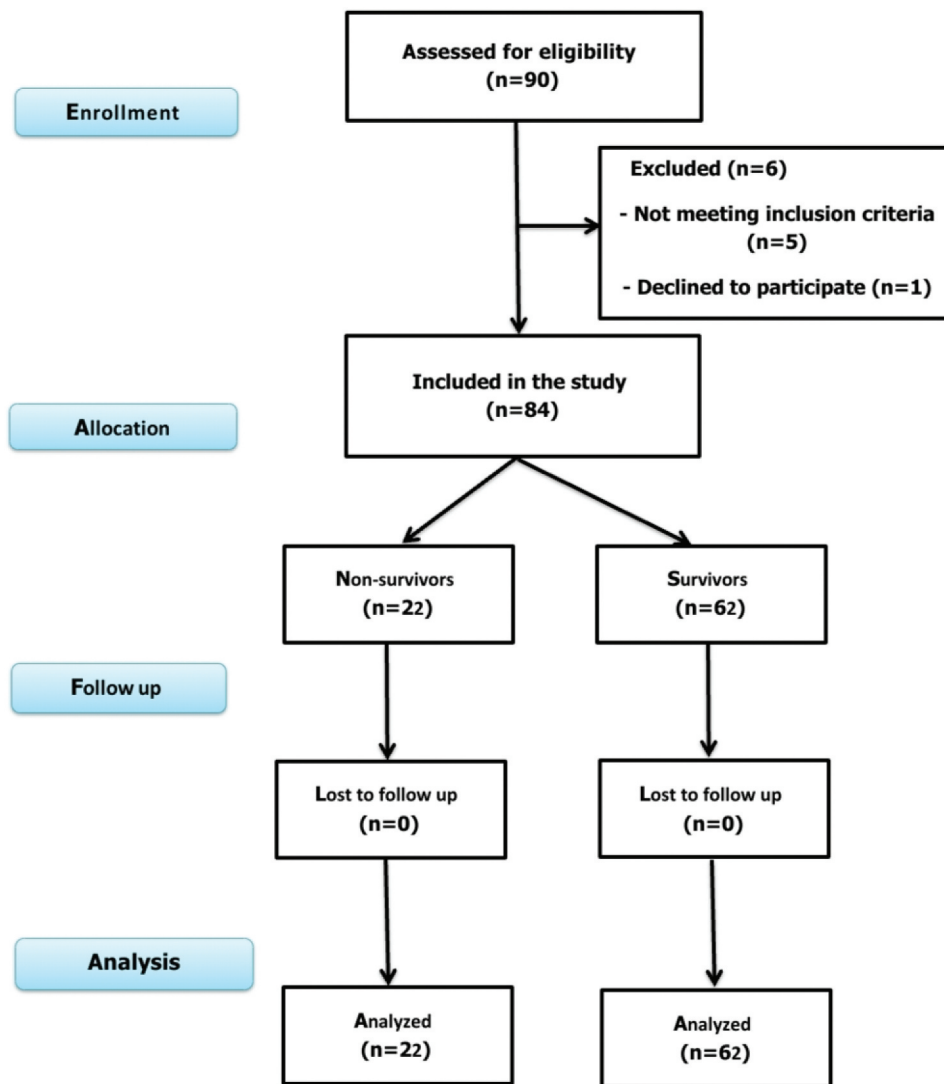 Assessed for eligibility
(n=90)
Enrollment
Excluded (n=6)
- Not meeting inclusion criteria
(n=5)
- Declined to participate (n=1)
Included in the study
(n=84)
Allocation
Non-survivors
(n=22)
Survivors
(n=62)
Follow up
Lost to follow up
(n=0)
Lost to follow up
(n=0)
Analysis
Analyzed
(n=22)
Analyzed
(n=62)